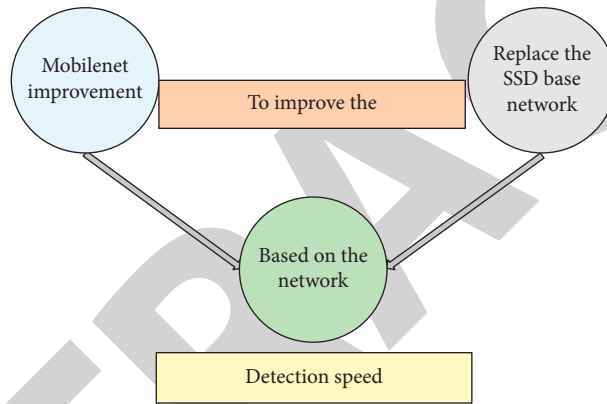 Mobilenet
improvement
To improve the
Replace the
SSD base
network
Based on the
network
Detection speed